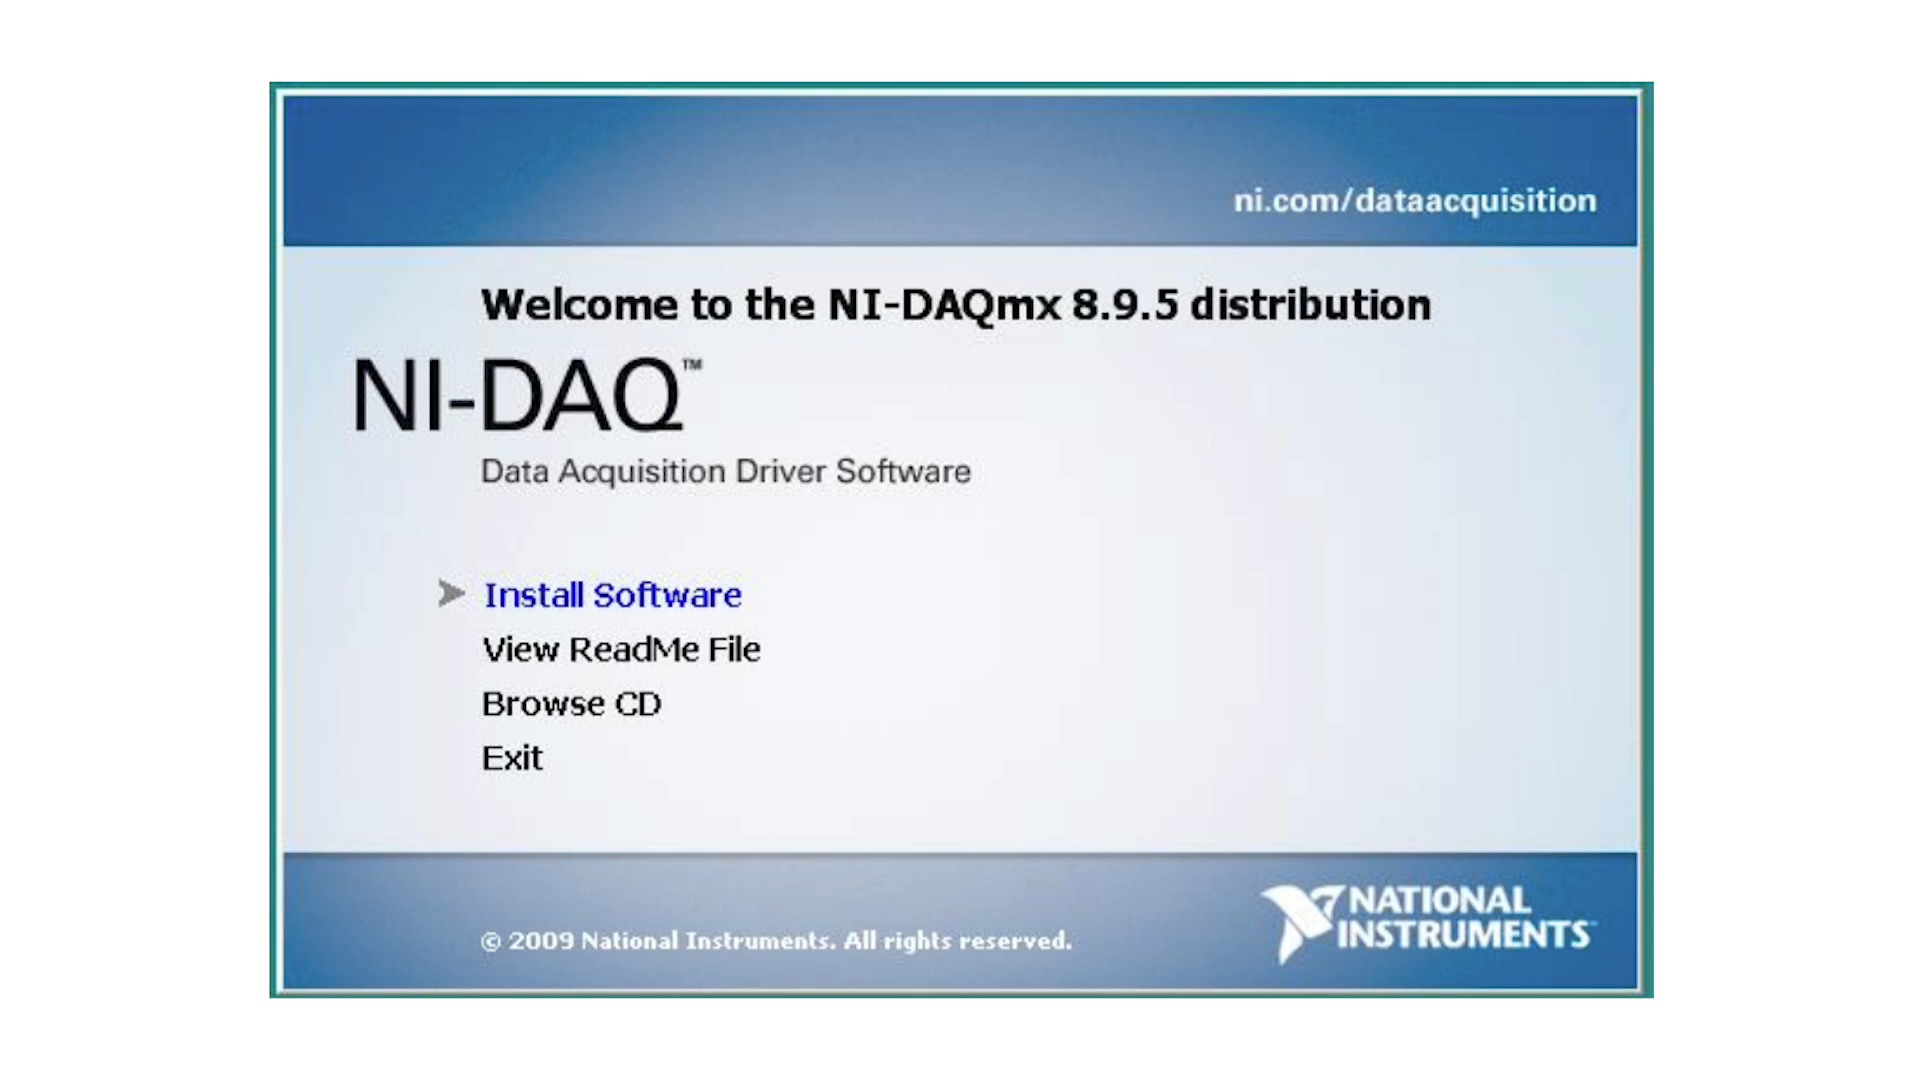 ni.com/dataacquisition
Welcome to the NI-DAQmx 8.9.5 distribution
NI-DAQ™
Data Acquisition Driver Software
Install Software
View ReadMe File
Browse CD
Exit
© 2009 National Instruments. All rights reserved.
NATIONAL
INSTRUMENTS